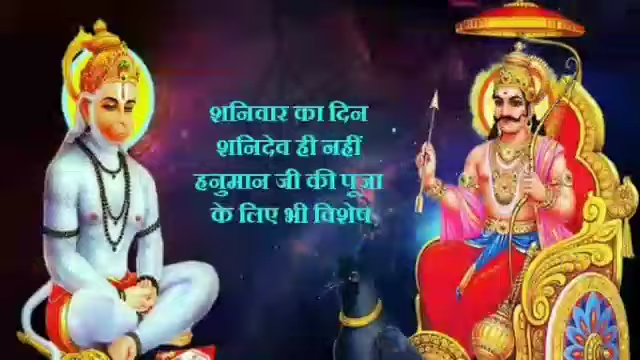 शनिवार का दिन
शनिदेव ही नहीं
हनुमान जी की पूजा
के लिए भी विशेष